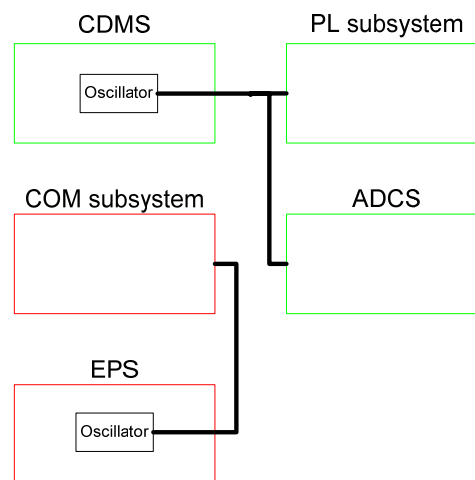 CDMS
PL subsystem
Oscillator
COM subsystem
ADCS
EPS
Oscillator